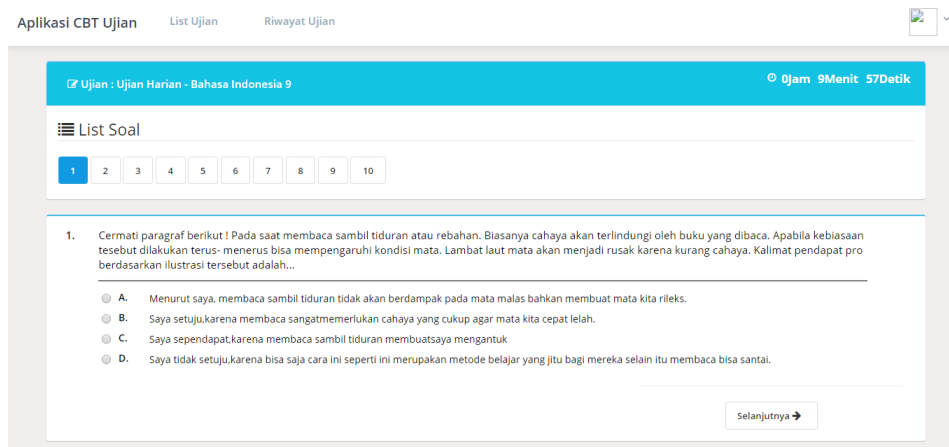 Aplikasi CBT Ujian List Ujian Riwayat Ujian
Ujian : Ujian Harian - Bahasa Indonesia 9 0Jam 9Menit 57Detik
List Soal
1 2 3 4 5 6 7 8 9 10
1. Cermati paragraf berikut ! Pada saat membaca sambil tiduran atau rebahan. Biasanya cahaya akan terlindungi oleh buku yang dibaca. Apabila kebiasaan
tesebut dilakukan terus- menerus bisa mempengaruhi kondisi mata. Lambat laut mata akan menjadi rusak karena kurang cahaya. Kalimat pendapat pro
berdasarkan ilustrasi tersebut adalah...
A. Menurut saya, membaca sambil tiduran tidak akan berdampak pada mata malas bahkan membuat mata kita rileks.
B. Saya setuju,karena membaca sangatmemerlukan cahaya yang cukup agar mata kita cepat lelah.
C. Saya sependapat,karena membaca sambil tiduran membuatsaya mengantuk
D. Saya tidak setuju,karena bisa saja cara ini seperti ini merupakan metode belajar yang jitu bagi mereka selain itu membaca bisa santai.
Selanjutnya